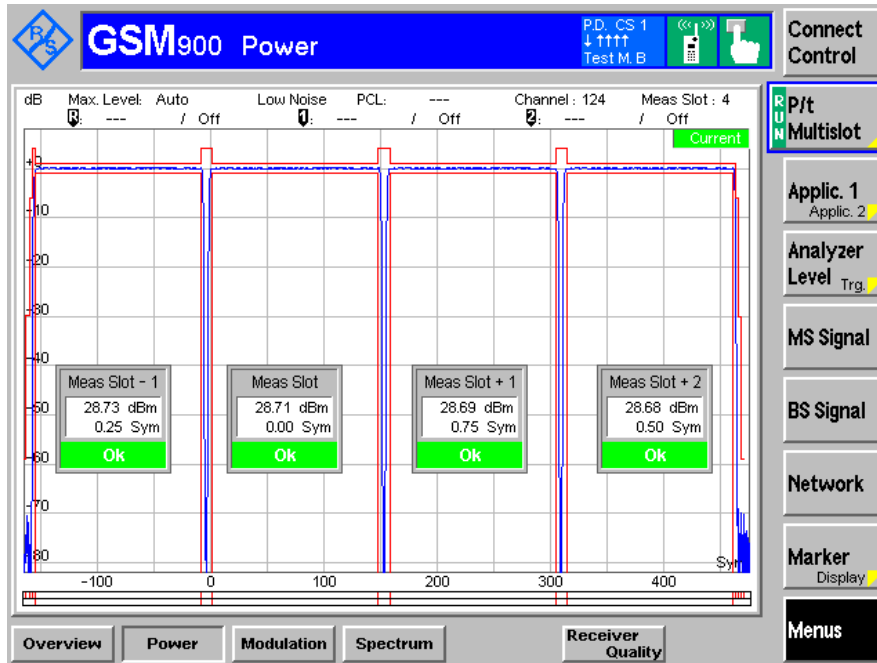 R&S
GSM900 Power
P.D. CS 1
↓ ↑↑↑↑
Test M. B
Connect
Control
dB Max. Level: Auto Low Noise PCL: --- Channel : 124 Meas Slot : 4
R: --- / Off 1: --- / Off 2: --- / Off
Current
RUN
P/t
Multislot
Applic. 1
Applic. 2
Analyzer
Level Trg.
MS Signal
BS Signal
Network
Marker
Display
Menus
+0
-10
-20
-30
-40
-50
-60
-70
-80
Meas Slot - 1
28.73 dBm
0.25 Sym
Ok
Meas Slot
28.71 dBm
0.00 Sym
Ok
Meas Slot + 1
28.69 dBm
0.75 Sym
Ok
Meas Slot + 2
28.68 dBm
0.50 Sym
Ok
Sym
-100 0 100 200 300 400
Overview Power Modulation Spectrum Receiver Quality